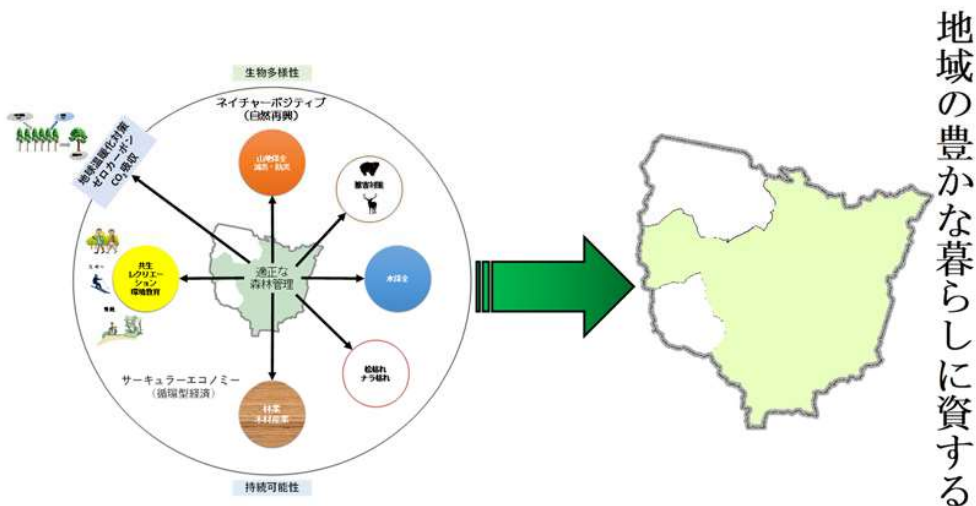 生物多様性
ネイチャーポジティブ
（自然再興）
地球温暖化対策
ゼロカーボン
CO₂吸収
山地保全
減災・防災
獣害対策
共生
レクリエー
ション
環境教育
適正な
森林管理
水保全
松枯れ
ナラ枯れ
サーキュラーエコノミー
（循環型経済）
林業
木材産業
持続可能性
地域の豊かな暮らしに資する